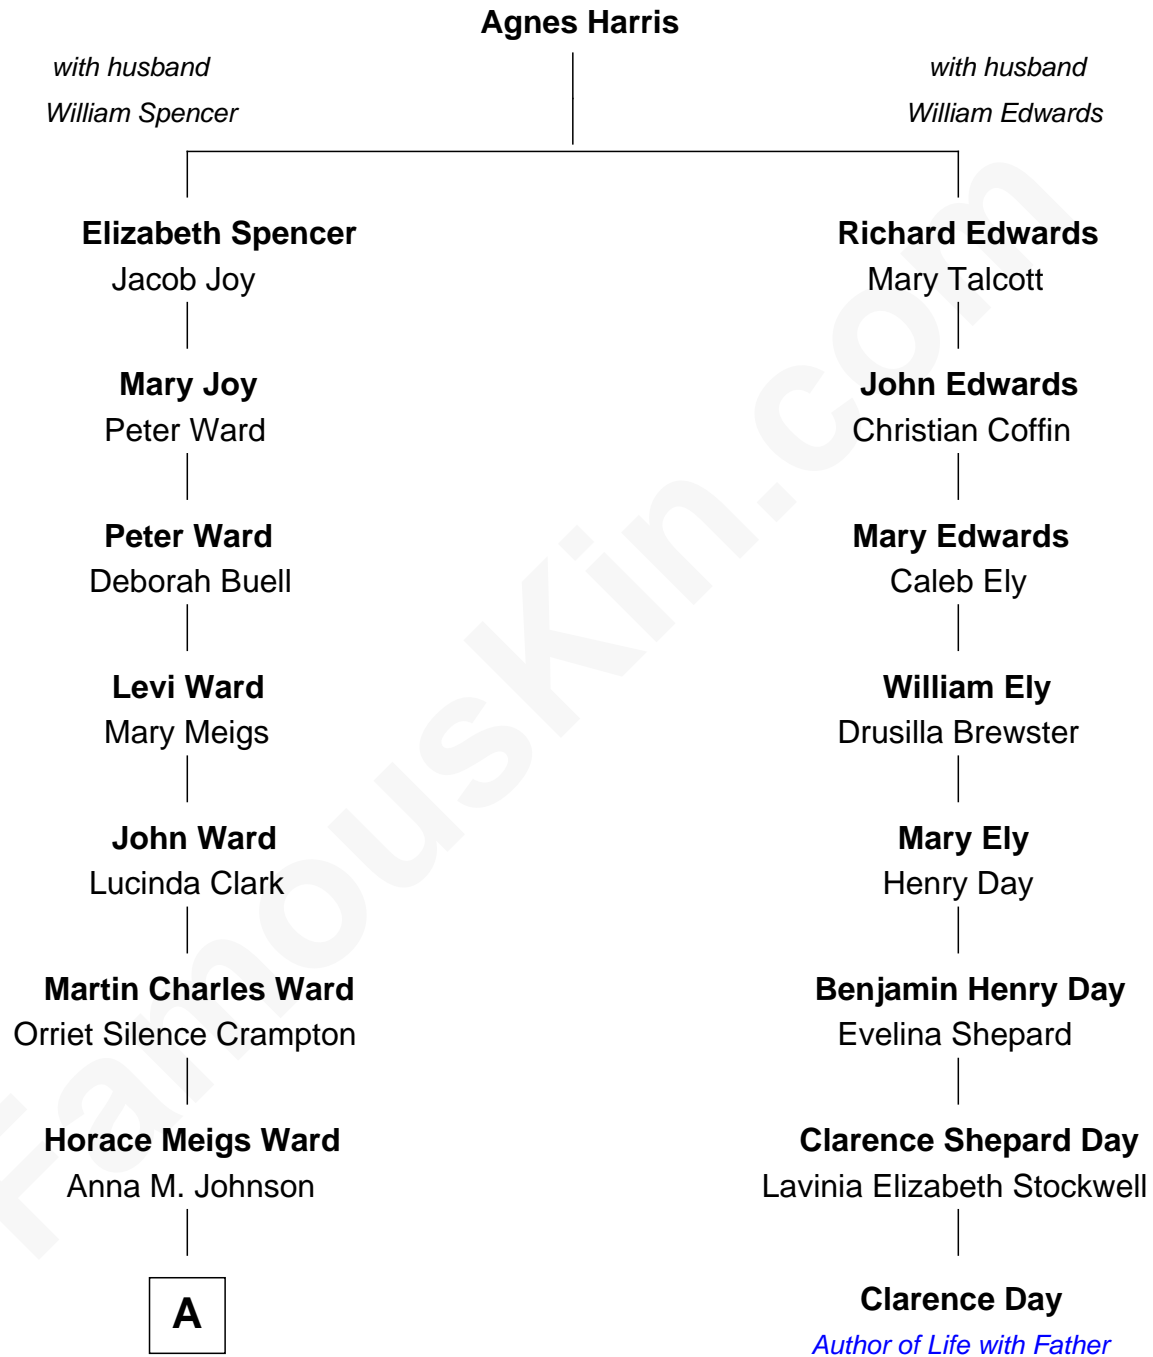 Agnes Harris
with husband
William Spencer
with husband
William Edwards
Elizabeth Spencer
Jacob Joy
Richard Edwards
Mary Talcott
Mary Joy
Peter Ward
John Edwards
Christian Coffin
Peter Ward
Deborah Buell
Mary Edwards
Caleb Ely
Levi Ward
Mary Meigs
William Ely
Drusilla Brewster
John Ward
Lucinda Clark
Mary Ely
Henry Day
Martin Charles Ward
Orriet Silence Crampton
Benjamin Henry Day
Evelina Shepard
Horace Meigs Ward
Anna M. Johnson
Clarence Shepard Day
Lavinia Elizabeth Stockwell
A
Clarence Day
Author of Life with Father
FamousKin.com